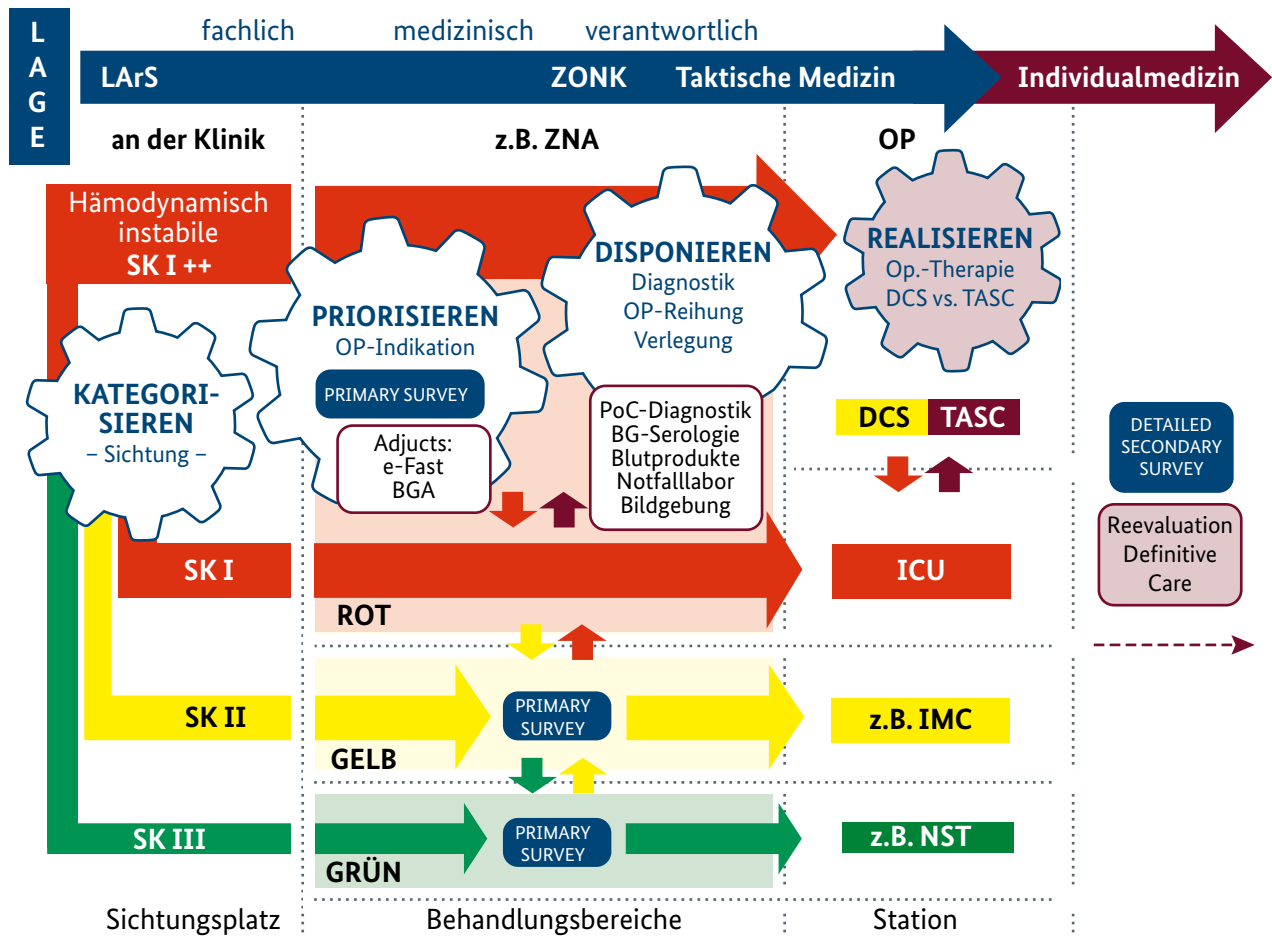 LAGE
fachlich medizinisch verantwortlich
LArS ZONK Taktische Medizin Individualmedizin
an der Klinik z.B. ZNA OP
Hämodynamisch
instabile
SK I ++
KATEGORI-
SIEREN
– Sichtung –
PRIORISIEREN
OP-Indikation
PRIMARY SURVEY
Adjucts:
e-Fast
BGA
DISPONIEREN
Diagnostik
OP-Reihung
Verlegung
PoC-Diagnostik
BG-Serologie
Blutprodukte
Notfalllabor
Bildgebung
REALISIEREN
Op.-Therapie
DCS vs. TASC
DCS TASC
DETAILED
SECONDARY
SURVEY
Reevaluation
Definitive
Care
SK I
ROT
ICU
SK II
GELB
PRIMARY
SURVEY
z.B. IMC
SK III
GRÜN
PRIMARY
SURVEY
z.B. NST
Sichtungsplatz Behandlungsbereiche Station